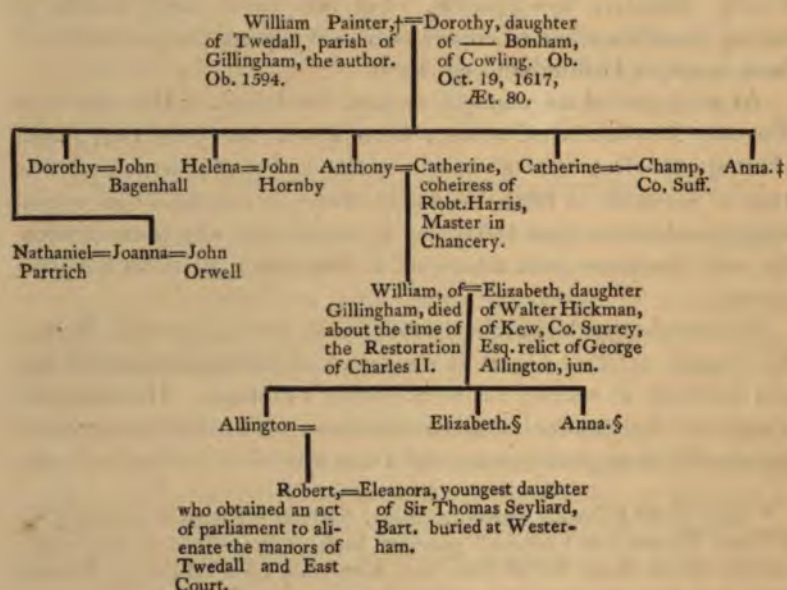 William Painter,†=Dorothy, daughter
of Twedall, parish of
Gillingham, the author.
Ob. 1594.
of —— Bonham,
of Cowling. Ob.
Oct. 19, 1617,
Æt. 80.
Dorothy=John
Bagenhall
Helena=John
Hornby
Anthony=Catherine,
coheiress of
Robt. Harris,
Master in
Chancery.
Catherine=—Champ,
Co. Suff.
Anna.‡
Nathaniel=Joanna=John
Partrich
Orwell
William, of=Elizabeth, daughter
Gillingham, died
about the time of
the Restoration
of Charles II.
of Walter Hickman,
of Kew, Co. Surrey,
Esq. relict of George
Allington, jun.
Allington=
Elizabeth.§
Anna.§
Robert,=Eleanora, youngest daughter
who obtained an act
of parliament to ali-
enate the manors of
Twedall and East
Court.
of Sir Thomas Seyliard,
Bart. buried at Wester-
ham.